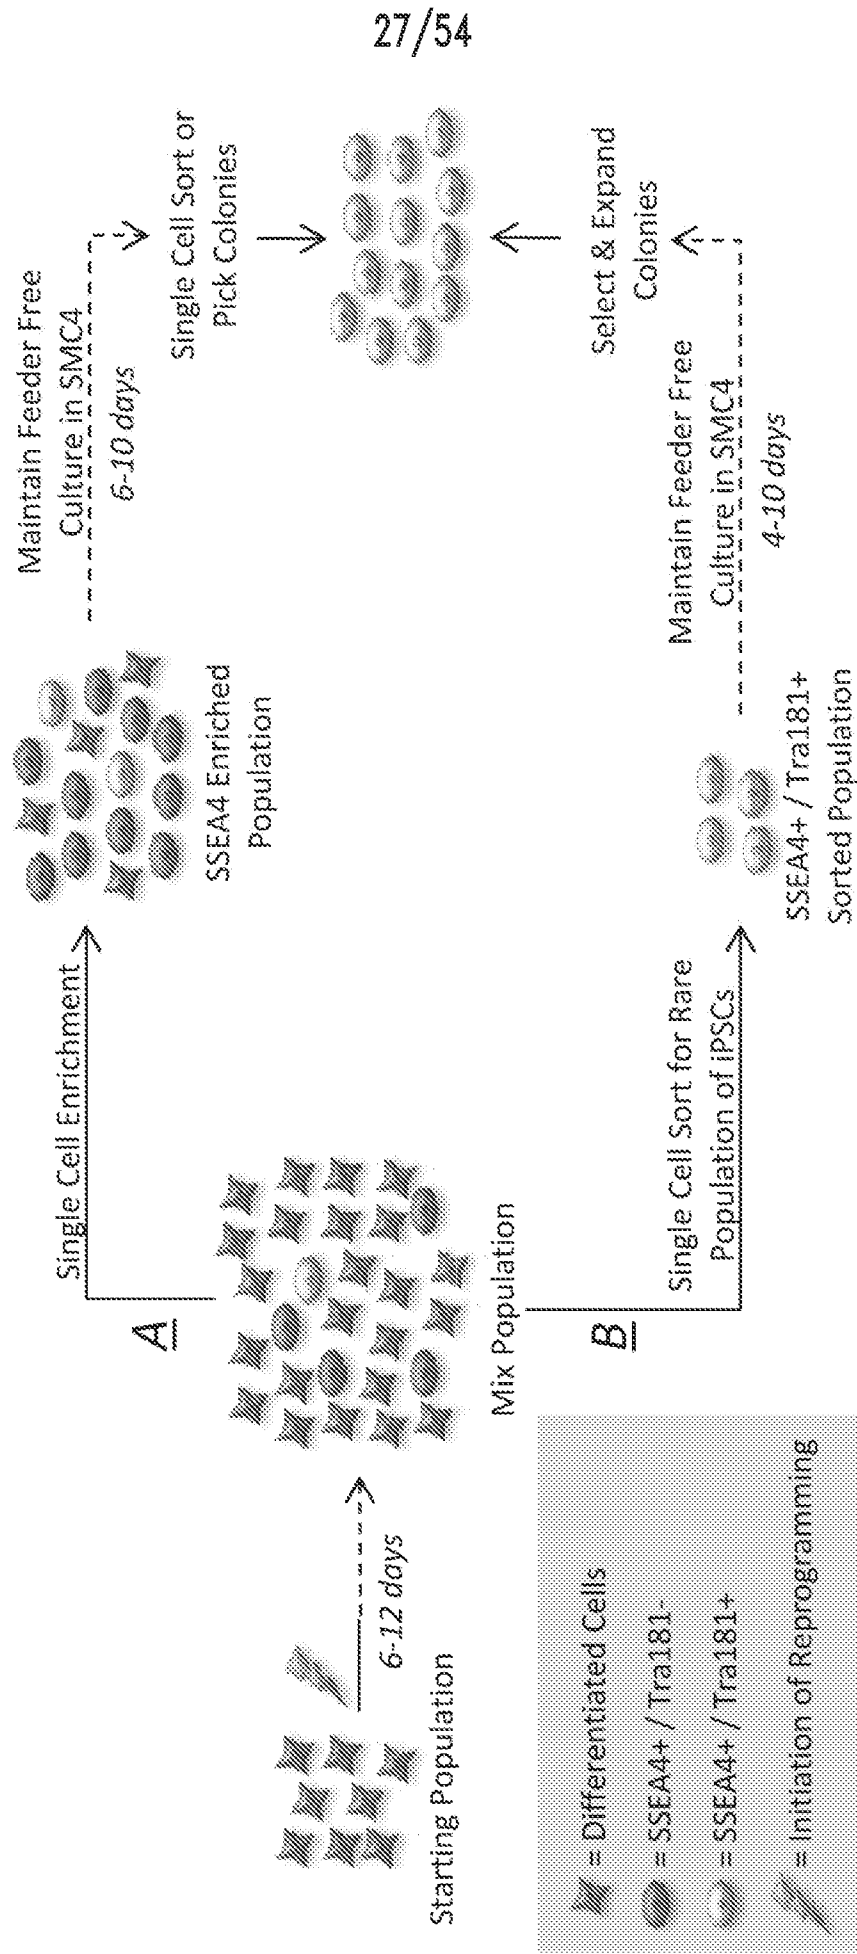 27/54
Starting Population
6-12 days
Mix Population
A
Single Cell Enrichment
SSEA4 Enriched
Population
Maintain Feeder Free
Culture in SMC4
6-10 days
Single Cell Sort or
Pick Colonies
B
Single Cell Sort for Rare
Population of iPSCs
SSEA4+ / Tra181+
Sorted Population
Maintain Feeder Free
Culture in SMC4
4-10 days
Select & Expand
Colonies
= Differentiated Cells
= SSEA4+ / Tra181-
= SSEA4+ / Tra181+
= Initiation of Reprogramming